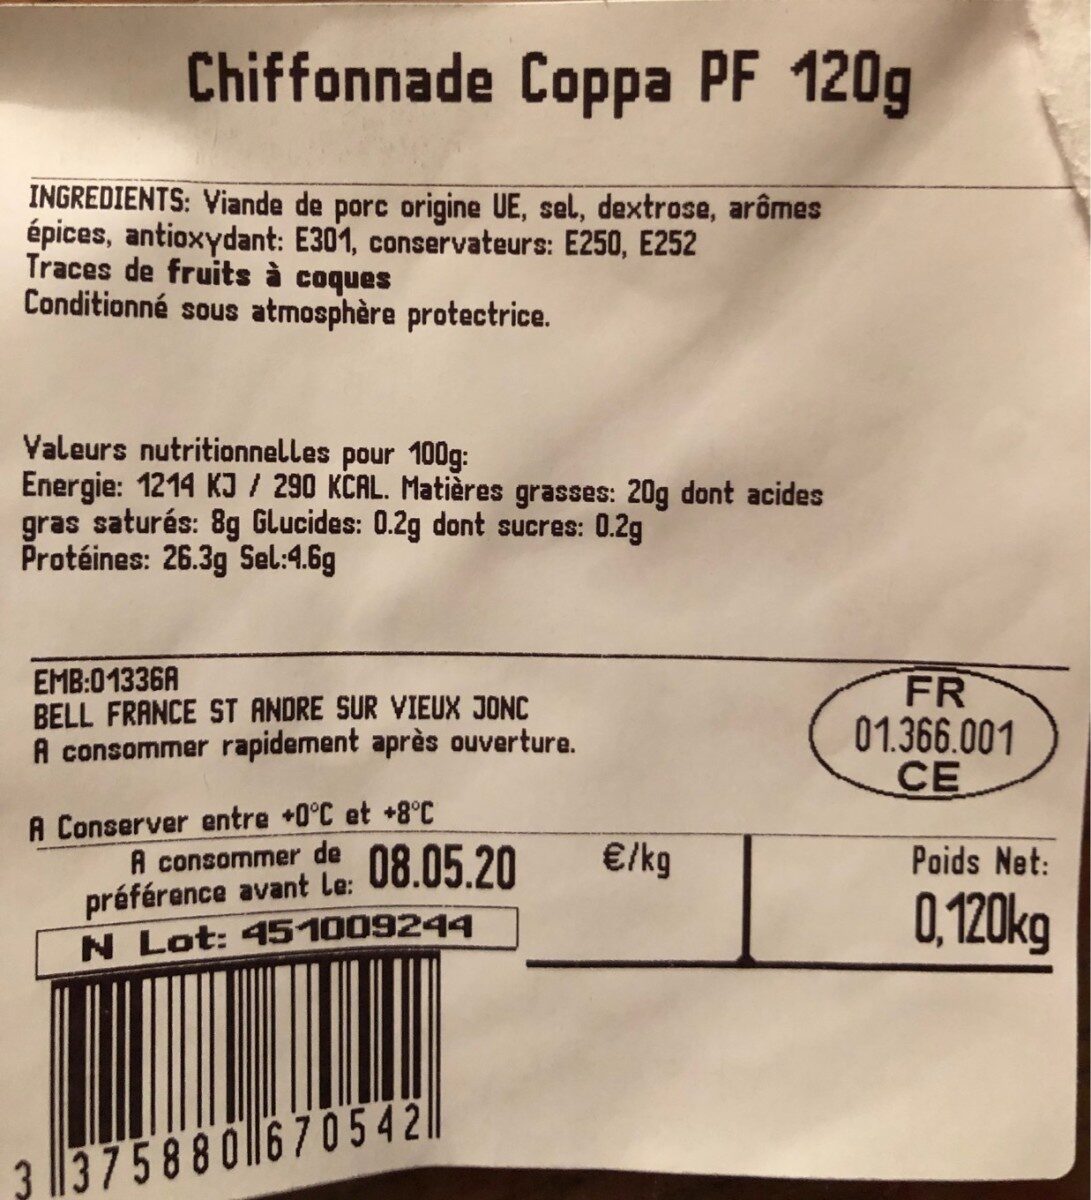 Chiffonnade Coppa PF 120g
INGREDIENTS: Viande de porc origine UE, sel, dextrose, arômes
épices, antioxydant: E301, conservateurs: E250, E252
Traces de fruits à coques
Conditionné sous atmosphère protectrice.
Valeurs nutritionnelles pour 100g:
Energie: 1214 KJ / 290 KCAL. Matières grasses: 20g dont acides
gras saturés: 8g Glucides: 0.2g dont sucres: 0.2g
Protéines: 26.3g Sel:4.6g
EMB:01336A
BELL FRANCE ST ANDRE SUR VIEUX JONC
A consommer rapidement après ouverture.
FR
01.366.001
CE
A Conserver entre +0°C et +8°C
A consommer de
préférence avant le: 08.05.20
€/kg
Poids Net:
0,120kg
N Lot: 451009244
3 375880 670542